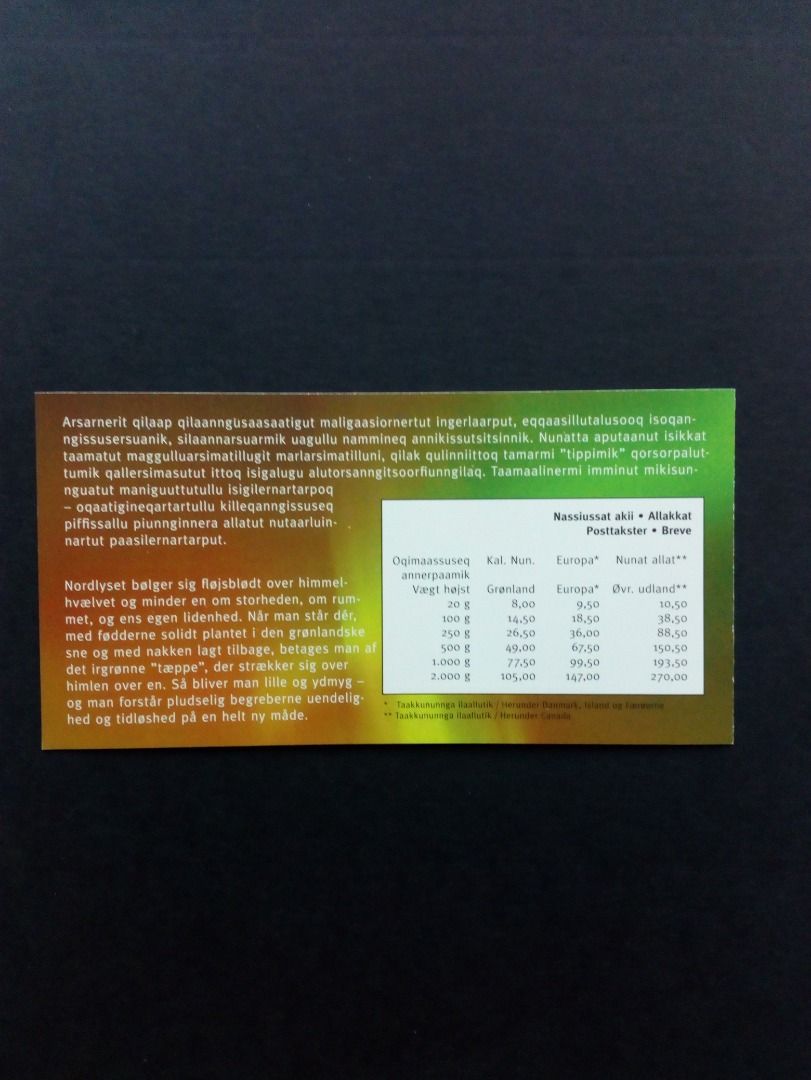 Arsarnerit qilaap qilaanngusaasaatigut maligaasiornertut ingerlaarput, eqqaasillutalusooq isoqan-
ngissusersuanik, silaannarsuarmik uagullu nammineq annikissutsitsinnik. Nunatta aputaanut isikkat
taamatut maggulluarsimatillugit marlarsimatilluni, qilak qulinniittoq tamarmi "tippimik" qorsorpalut-
tumik qallersimasutut ittoq isigalugu alutorsanngitsoorfiunngilaq. Taamaalinermi imminut mikisun-
nguatut maniguuttutullu isigilernartarpoq
– oqaatigineqartartullu killeqanngissuseq
piffissallu piunnginnera allatut nutaarluin-
nartut paasilernartarput.
Nordlyset bølger sig fløjsblødt over himmel-
hvælvet og minder en om storheden, om rum-
met, og ens egen lidenhed. Når man står dér,
med fødderne solidt plantet i den grønlandske
sne og med nakken lagt tilbage, betages man af
det irgrønne "tæppe", der strækker sig over
himlen over en. Så bliver man lille og ydmyg –
og man forstår pludselig begreberne uendelig-
hed og tidløshed på en helt ny måde.
Nassiussat akii • Allakkat
Posttakster • Breve
Oqimaassuseq Kal. Nun. Europa* Nunat allat**
annerpaamik
Vægt højst Grønland Europa* Øvr. udland**
20 g 8,00 9,50 10,50
100 g 14,50 18,50 38,50
250 g 26,50 36,00 88,50
500 g 49,00 67,50 150,50
1.000 g 77,50 99,50 193,50
2.000 g 105,00 147,00 270,00
* Taakkununnga ilaallutik / Herunder Danmark, Island og Færøerne
** Taakkununnga ilaallutik / Herunder Canada